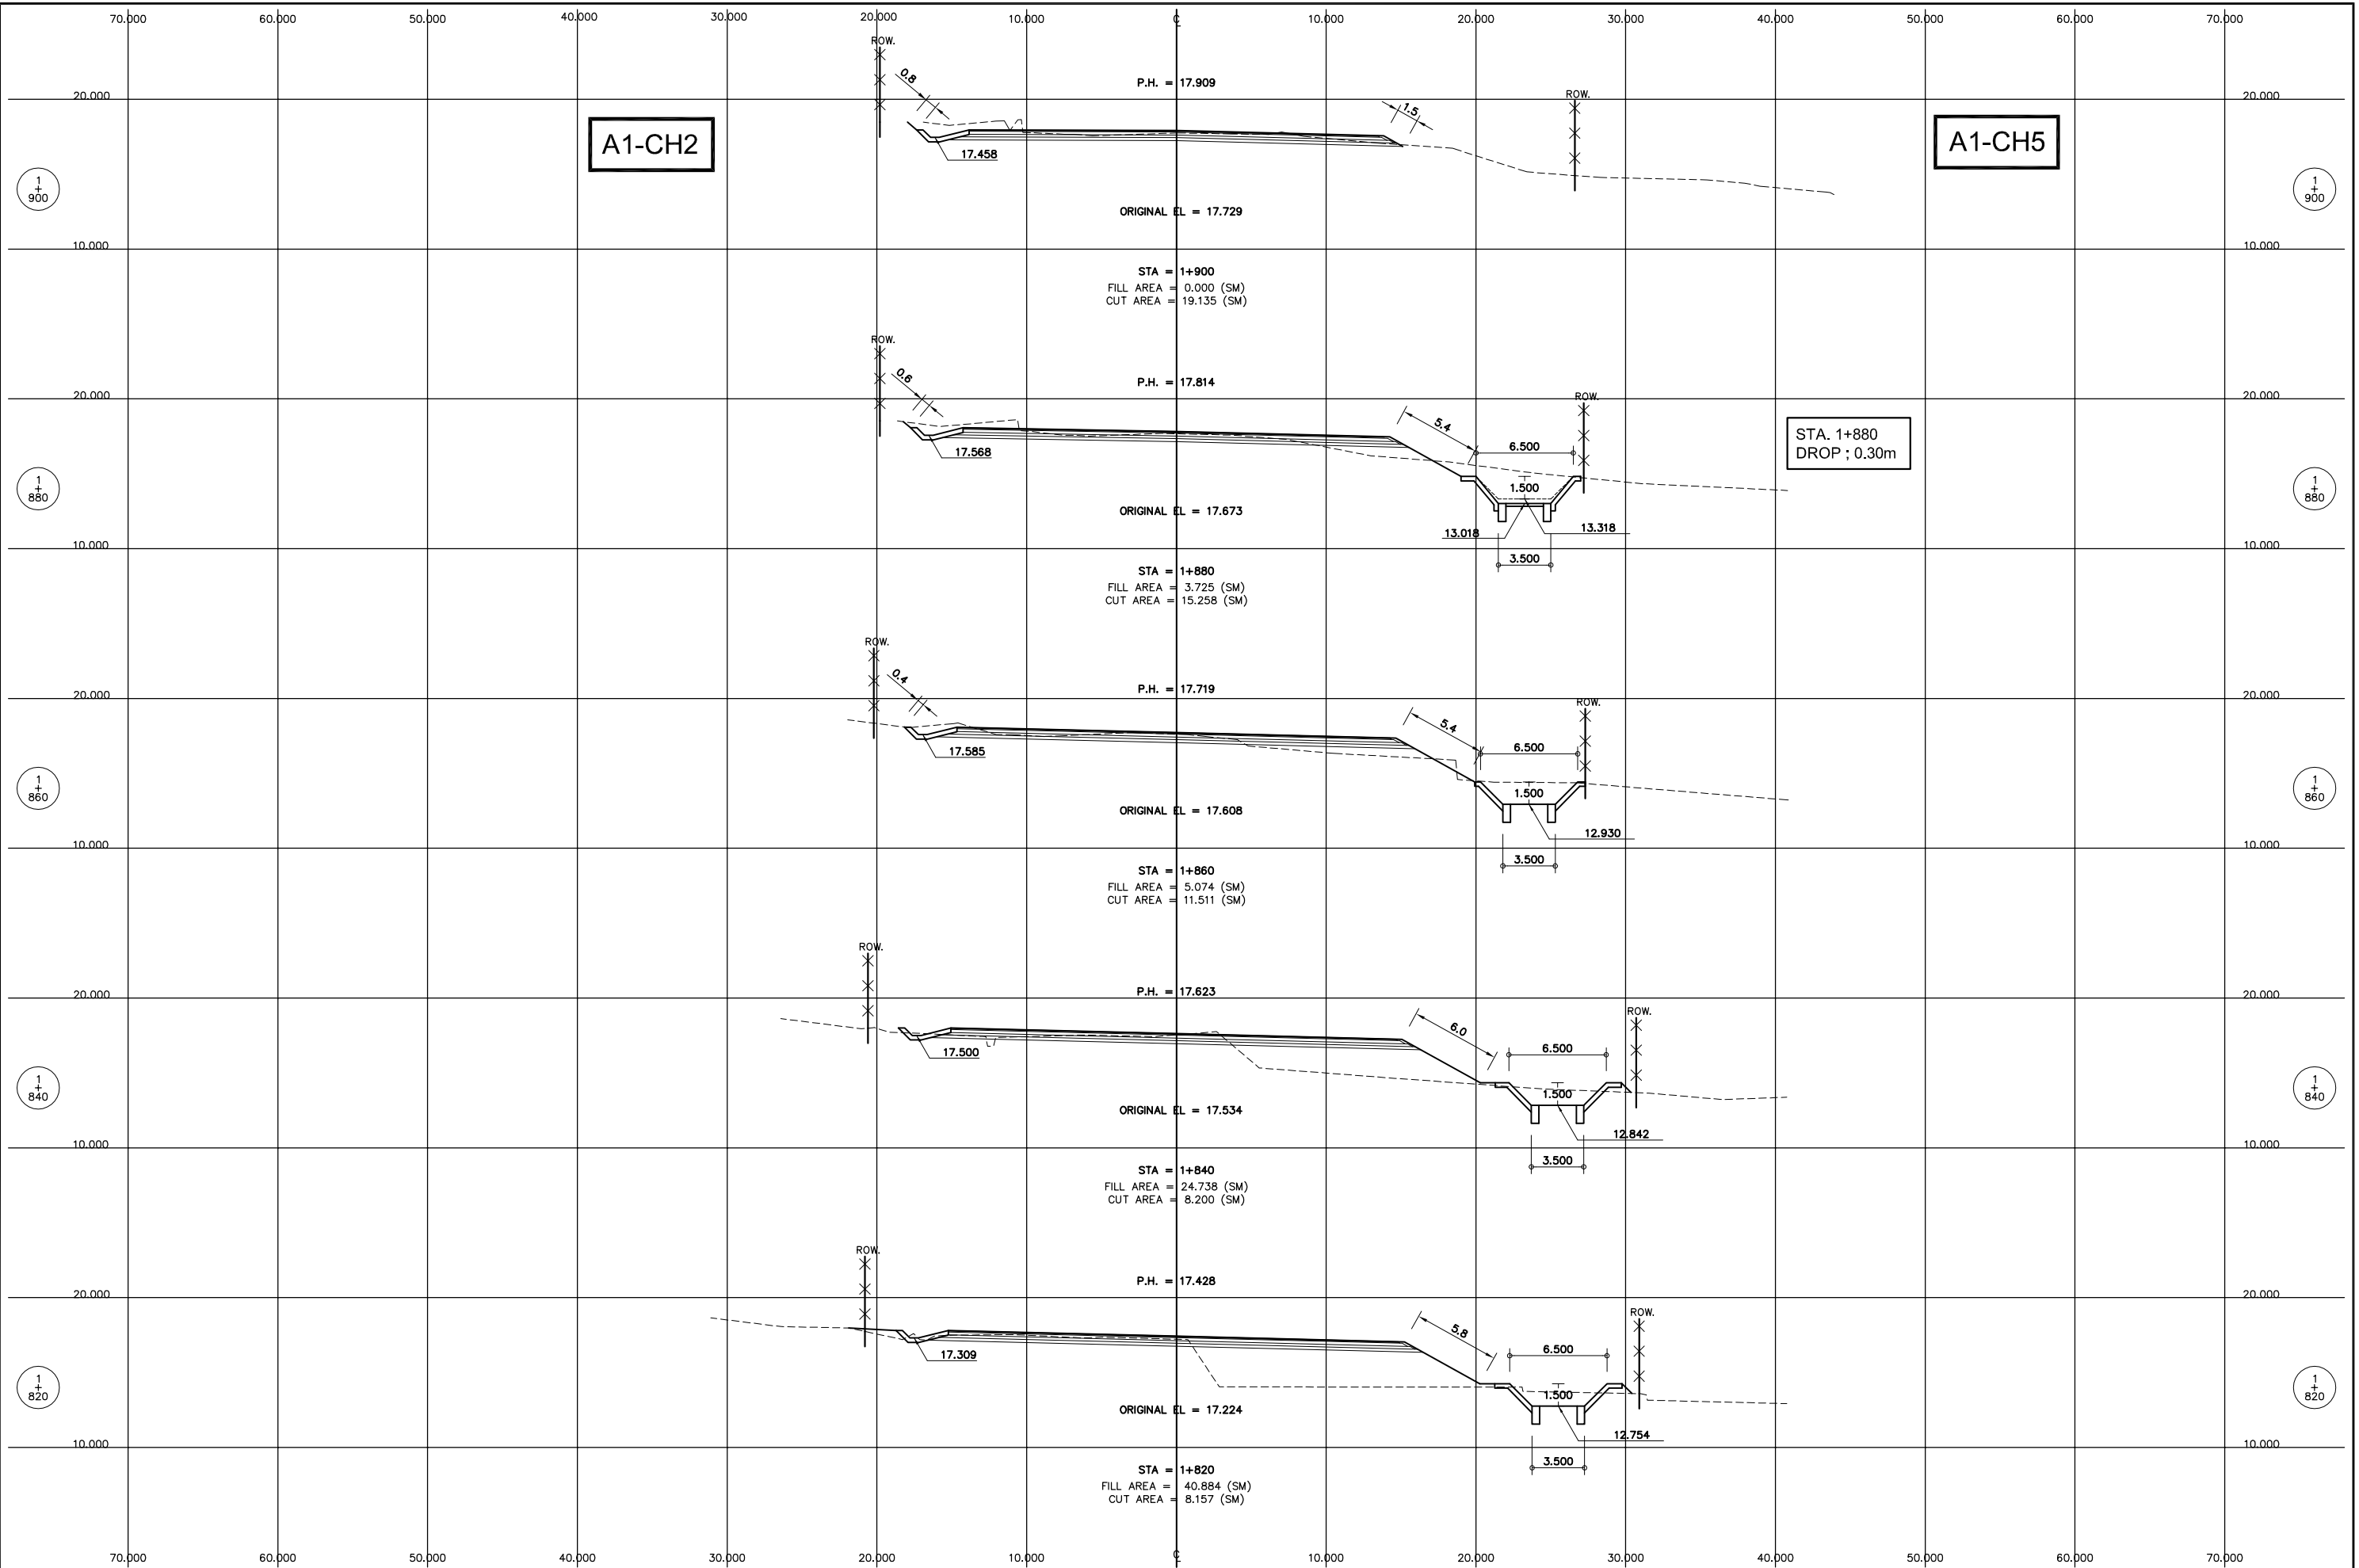 70.000 60.000 50.000 40.000 30.000 20.000 10.000 ℄ 10.000 20.000 30.000 40.000 50.000 60.000 70.000
ROW.
0.8
P.H. = 17.909
1.5
ROW.
20.000 20.000
A1-CH2
A1-CH5
17.458
1
+
900
1
+
900
ORIGINAL EL = 17.729
10.000 10.000
STA = 1+900
FILL AREA = 0.000 (SM)
CUT AREA = 19.135 (SM)
ROW.
0.6
P.H. = 17.814
ROW.
20.000 20.000
5.4
6.500
STA. 1+880
DROP ; 0.30m
17.568
1.500
1
+
880
1
+
880
ORIGINAL EL = 17.673
13.018
13.318
10.000 10.000
3.500
STA = 1+880
FILL AREA = 3.725 (SM)
CUT AREA = 15.258 (SM)
ROW.
0.4
P.H. = 17.719
ROW.
20.000 20.000
5.4
6.500
17.585
1.500
1
+
860
1
+
860
ORIGINAL EL = 17.608
12.930
10.000 10.000
3.500
STA = 1+860
FILL AREA = 5.074 (SM)
CUT AREA = 11.511 (SM)
ROW.
P.H. = 17.623
20.000 20.000
ROW.
6.0
6.500
17.500
1.500
1
+
840
1
+
840
ORIGINAL EL = 17.534
12.842
10.000 10.000
3.500
STA = 1+840
FILL AREA = 24.738 (SM)
CUT AREA = 8.200 (SM)
ROW.
P.H. = 17.428
20.000 20.000
ROW.
5.8
6.500
17.309
1.500
1
+
820
1
+
820
ORIGINAL EL = 17.224
12.754
10.000 10.000
3.500
STA = 1+820
FILL AREA = 40.884 (SM)
CUT AREA = 8.157 (SM)
70.000 60.000 50.000 40.000 30.000 20.000 10.000 ℄ 10.000 20.000 30.000 40.000 50.000 60.000 70.000